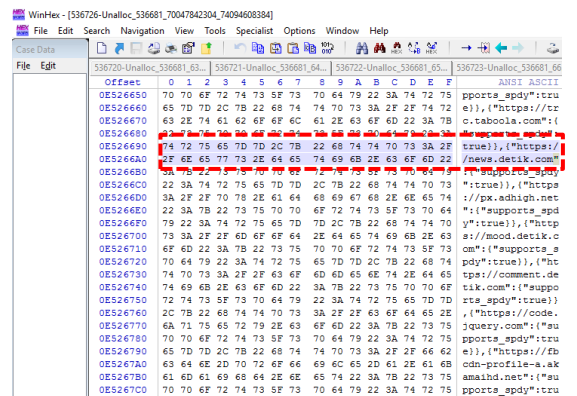 WinHex - [536726-Unalloc_536681_70047842304_74094608384]
File Edit Search Navigation View Tools Specialist Options Window Help
Case Data
File Edit
536720-Unalloc_536681_63... 536721-Unalloc_536681_64... 536722-Unalloc_536681_65... 536723-Unalloc_536681_66
Offset 0 1 2 3 4 5 6 7 8 9 A B C D E F ANSI ASCII
0E526650 70 70 6F 72 74 73 5F 73 70 64 79 22 3A 74 72 75 pports_spdy":tru
0E526660 65 7D 7D 2C 7B 22 68 74 74 70 73 3A 2F 2F 74 72 e}},{"https://tr
0E526670 63 2E 74 61 62 6F 6F 6C 61 2E 63 6F 6D 22 3A 7B c.taboola.com":{
0E526680
0E526690 74 72 75 65 7D 7D 2C 7B 22 68 74 74 70 73 3A 2F true}},{"https:/
0E5266A0 2F 6E 65 77 73 2E 64 65 74 69 6B 2E 63 6F 6D 22 /news.detik.com"
0E5266B0 :{"supports_spdy
0E5266C0 22 3A 74 72 75 65 7D 7D 2C 7B 22 68 74 74 70 73 ":true}},{"https
0E5266D0 3A 2F 2F 70 78 2E 61 64 68 69 67 68 2E 6E 65 74 ://px.adhigh.net
0E5266E0 22 3A 7B 22 73 75 70 70 6F 72 74 73 5F 73 70 64 ":{"supports_spd
0E5266F0 79 22 3A 74 72 75 65 7D 7D 2C 7B 22 68 74 74 70 y":true}},{"http
0E526700 73 3A 2F 2F 6D 6F 6F 64 2E 64 65 74 69 6B 2E 63 s://mood.detik.c
0E526710 6F 6D 22 3A 7B 22 73 75 70 70 6F 72 74 73 5F 73 om":{"supports_s
0E526720 70 64 79 22 3A 74 72 75 65 7D 7D 2C 7B 22 68 74 pdy":true}},{"ht
0E526730 74 70 73 3A 2F 2F 63 6F 6D 6D 65 6E 74 2E 64 65 tps://comment.de
0E526740 74 69 6B 2E 63 6F 6D 22 3A 7B 22 73 75 70 70 6F tik.com":{"suppo
0E526750 72 74 73 5F 73 70 64 79 22 3A 74 72 75 65 7D 7D rts_spdy":true}}
0E526760 2C 7B 22 68 74 74 70 73 3A 2F 2F 63 6F 64 65 2E ,{"https://code.
0E526770 6A 71 75 65 72 79 2E 63 6F 6D 22 3A 7B 22 73 75 jquery.com":{"su
0E526780 70 70 6F 72 74 73 5F 73 70 64 79 22 3A 74 72 75 pports_spdy":tru
0E526790 65 7D 7D 2C 7B 22 68 74 74 70 73 3A 2F 2F 66 62 e}},{"https://fb
0E5267A0 63 64 6E 2D 70 72 6F 66 69 6C 65 2D 61 2E 61 6B cdn-profile-a.ak
0E5267B0 61 6D 61 69 68 64 2E 6E 65 74 22 3A 7B 22 73 75 amaihd.net":{"su
0E5267C0 70 70 6F 72 74 73 5F 73 70 64 79 22 3A 74 72 75 pports_spdy":tru